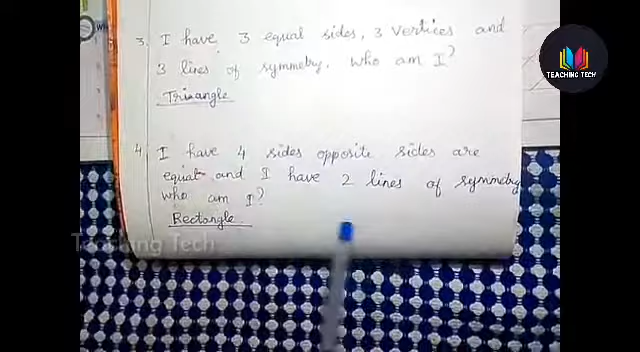 3. I have 3 equal sides, 3 vertices and
3 lines of symmetry. Who am I?
Triangle
4. I have 4 sides opposite sides are
equal and I have 2 lines of symmetry
who am I?
Rectangle
TEACHING TECH
Teaching Tech